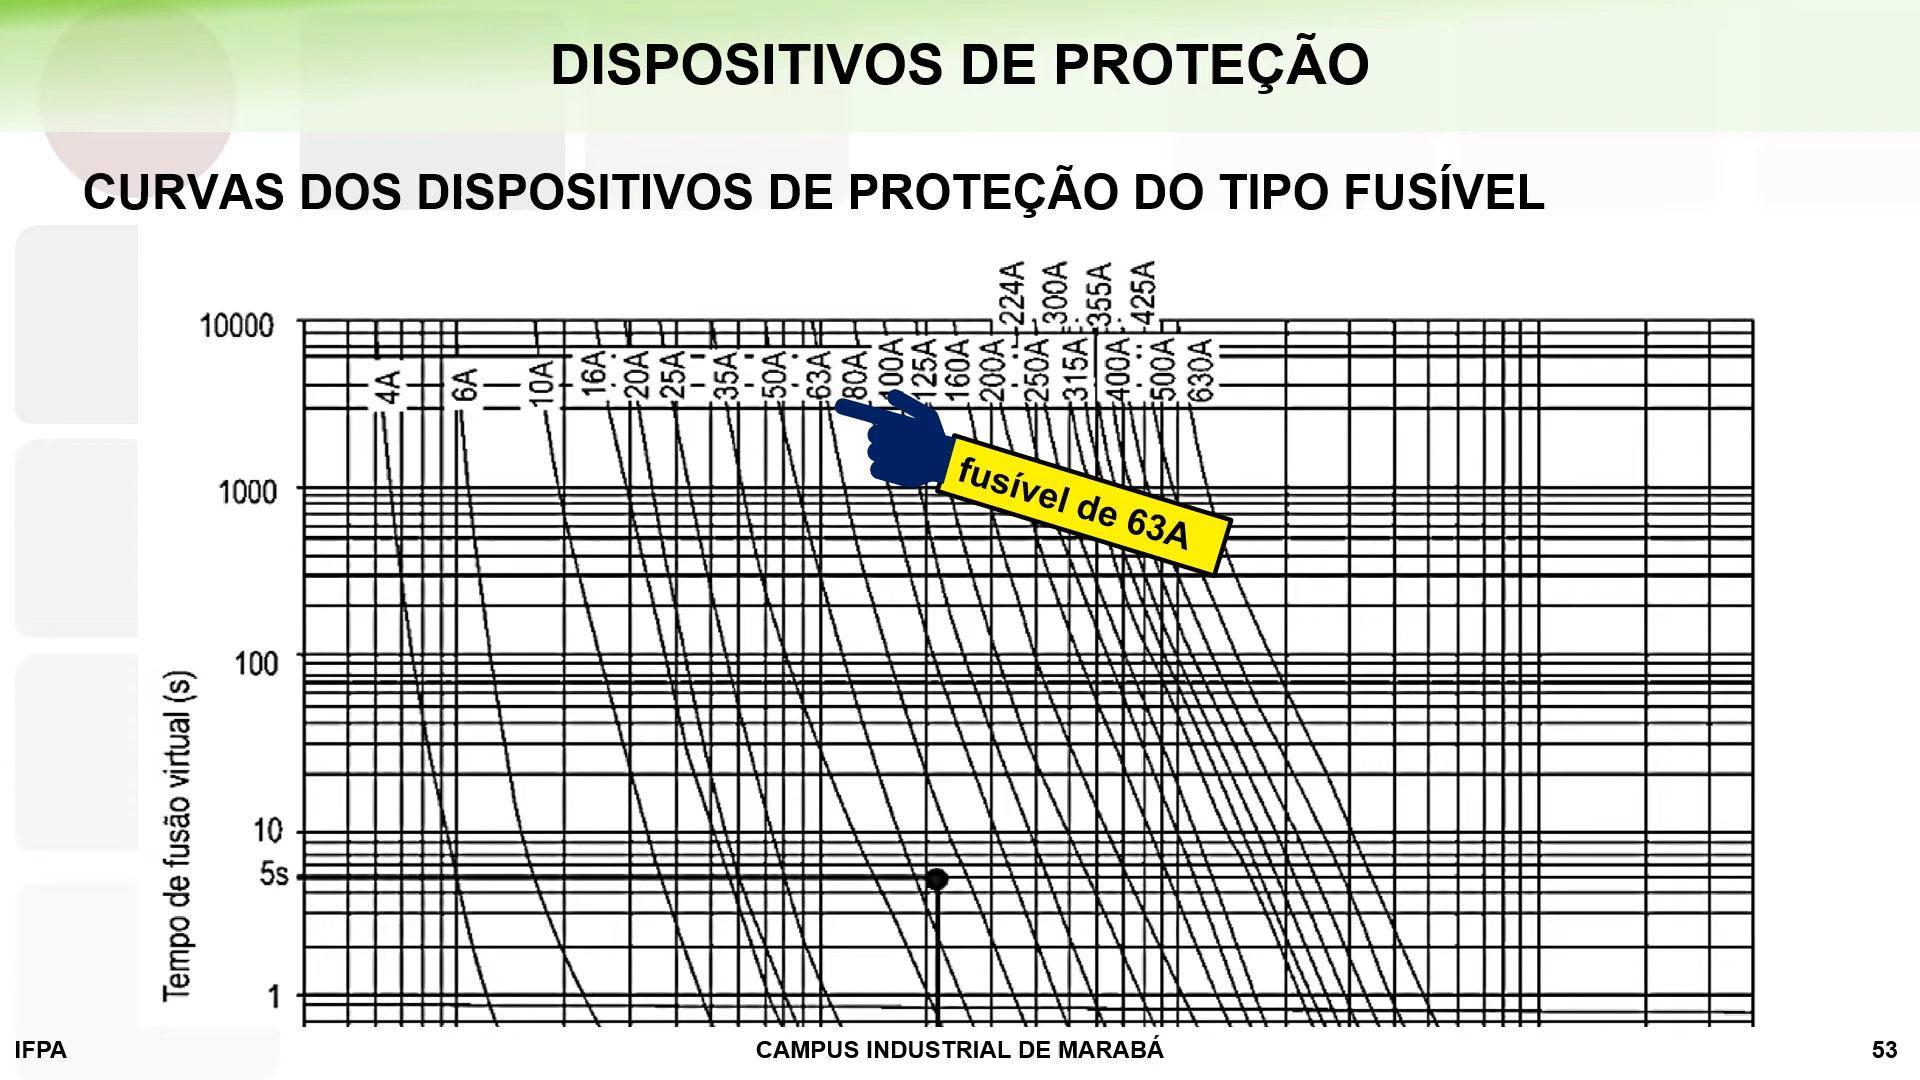 DISPOSITIVOS DE PROTEÇÃO
CURVAS DOS DISPOSITIVOS DE PROTEÇÃO DO TIPO FUSÍVEL
224A 300A 355A 425A
10000
4A 6A 10A 16A 20A 25A 35A 50A 63A 80A 100A 125A 160A 200A 250A 315A 400A 500A 630A
fusível de 63A
1000
100
Tempo de fusão virtual (s)
10
5s
1
IFPA
CAMPUS INDUSTRIAL DE MARABÁ
53